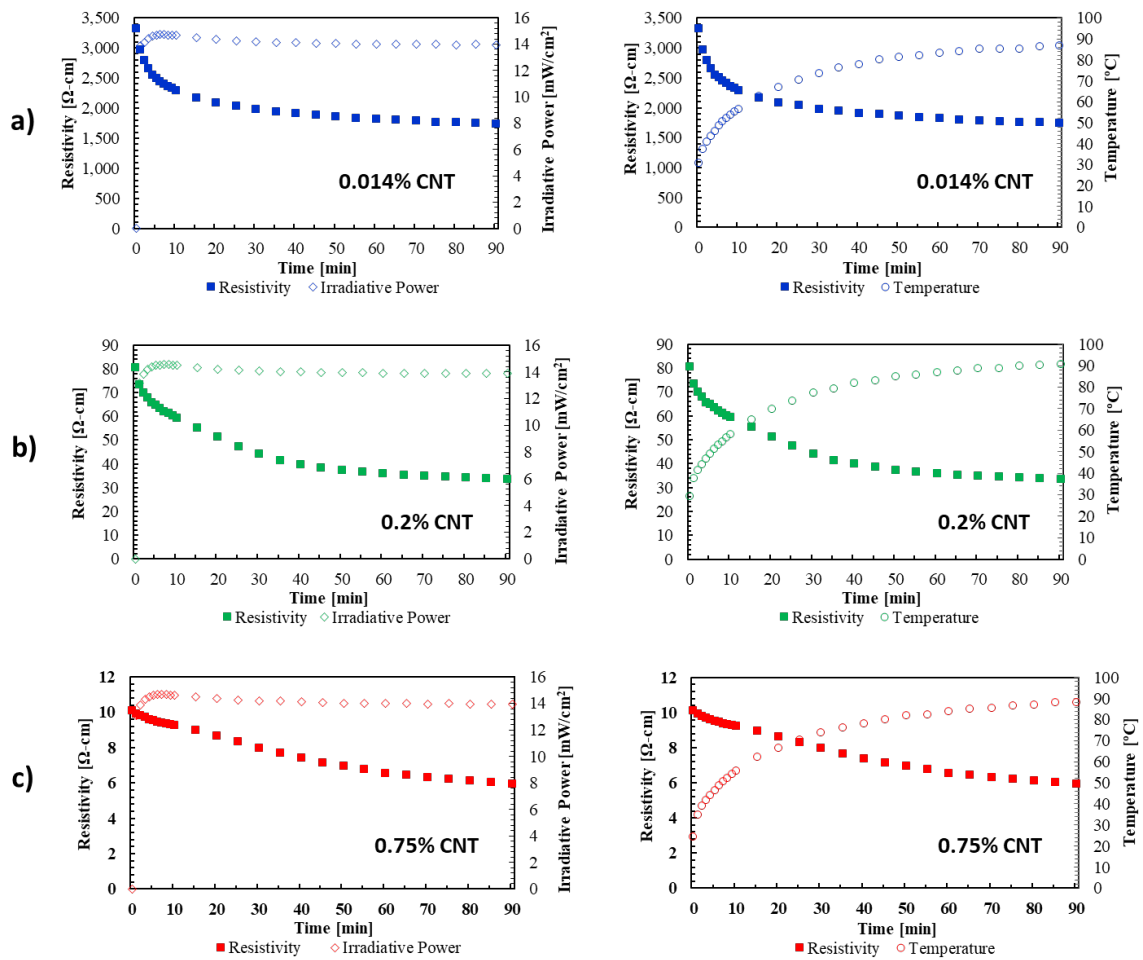 a)
Resistivity [Ω-cm]
3,500
3,000
2,500
2,000
1,500
1,000
500
0
16
14
12
10
8
6
4
2
0
Irradiative Power [mW/cm²]
0.014% CNT
0 10 20 30 40 50 60 70 80 90
Time [min]
Resistivity Irradiative Power
Resistivity [Ω-cm]
3,500
3,000
2,500
2,000
1,500
1,000
500
0
100
90
80
70
60
50
40
30
20
10
0
Temperature [ºC]
0.014% CNT
0 10 20 30 40 50 60 70 80 90
Time [min]
Resistivity Temperature
b)
Resistivity [Ω-cm]
90
80
70
60
50
40
30
20
10
0
16
14
12
10
8
6
4
2
0
Irradiative Power [mW/cm²]
0.2% CNT
0 10 20 30 40 50 60 70 80 90
Time [min]
Resistivity Irradiative Power
Resistivity [Ω-cm]
90
80
70
60
50
40
30
20
10
0
100
90
80
70
60
50
40
30
20
10
0
Temperature [ºC]
0.2% CNT
0 10 20 30 40 50 60 70 80 90
Time [min]
Resistivity Temperature
c)
Resistivity [Ω-cm]
12
10
8
6
4
2
0
16
14
12
10
8
6
4
2
0
Irradiative Power [mW/cm²]
0.75% CNT
0 10 20 30 40 50 60 70 80 90
Time [min]
Resistivity Irradiative Power
Resistivity [Ω-cm]
12
10
8
6
4
2
0
100
90
80
70
60
50
40
30
20
10
0
Temperature [ºC]
0.75% CNT
0 10 20 30 40 50 60 70 80 90
Time [min]
Resistivity Temperature